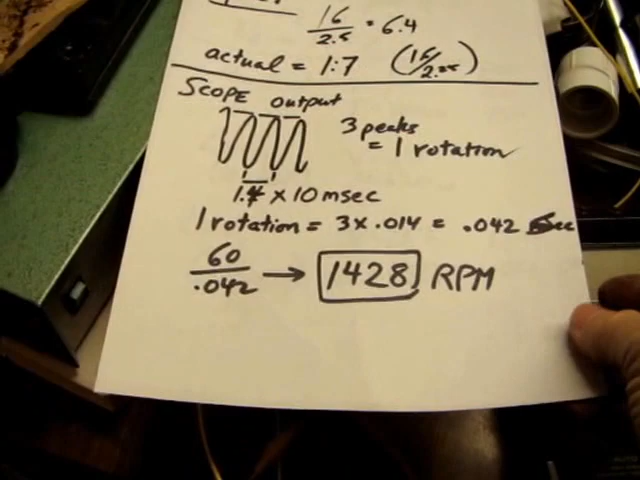 16/2.5 = 6.4
actual = 1:7 (16/2.25)
SCOPE output
3 peaks
= 1 rotation
1.4 x 10 msec
1 rotation = 3x .014 = .042 Sec
60/.042 → 1428 RPM